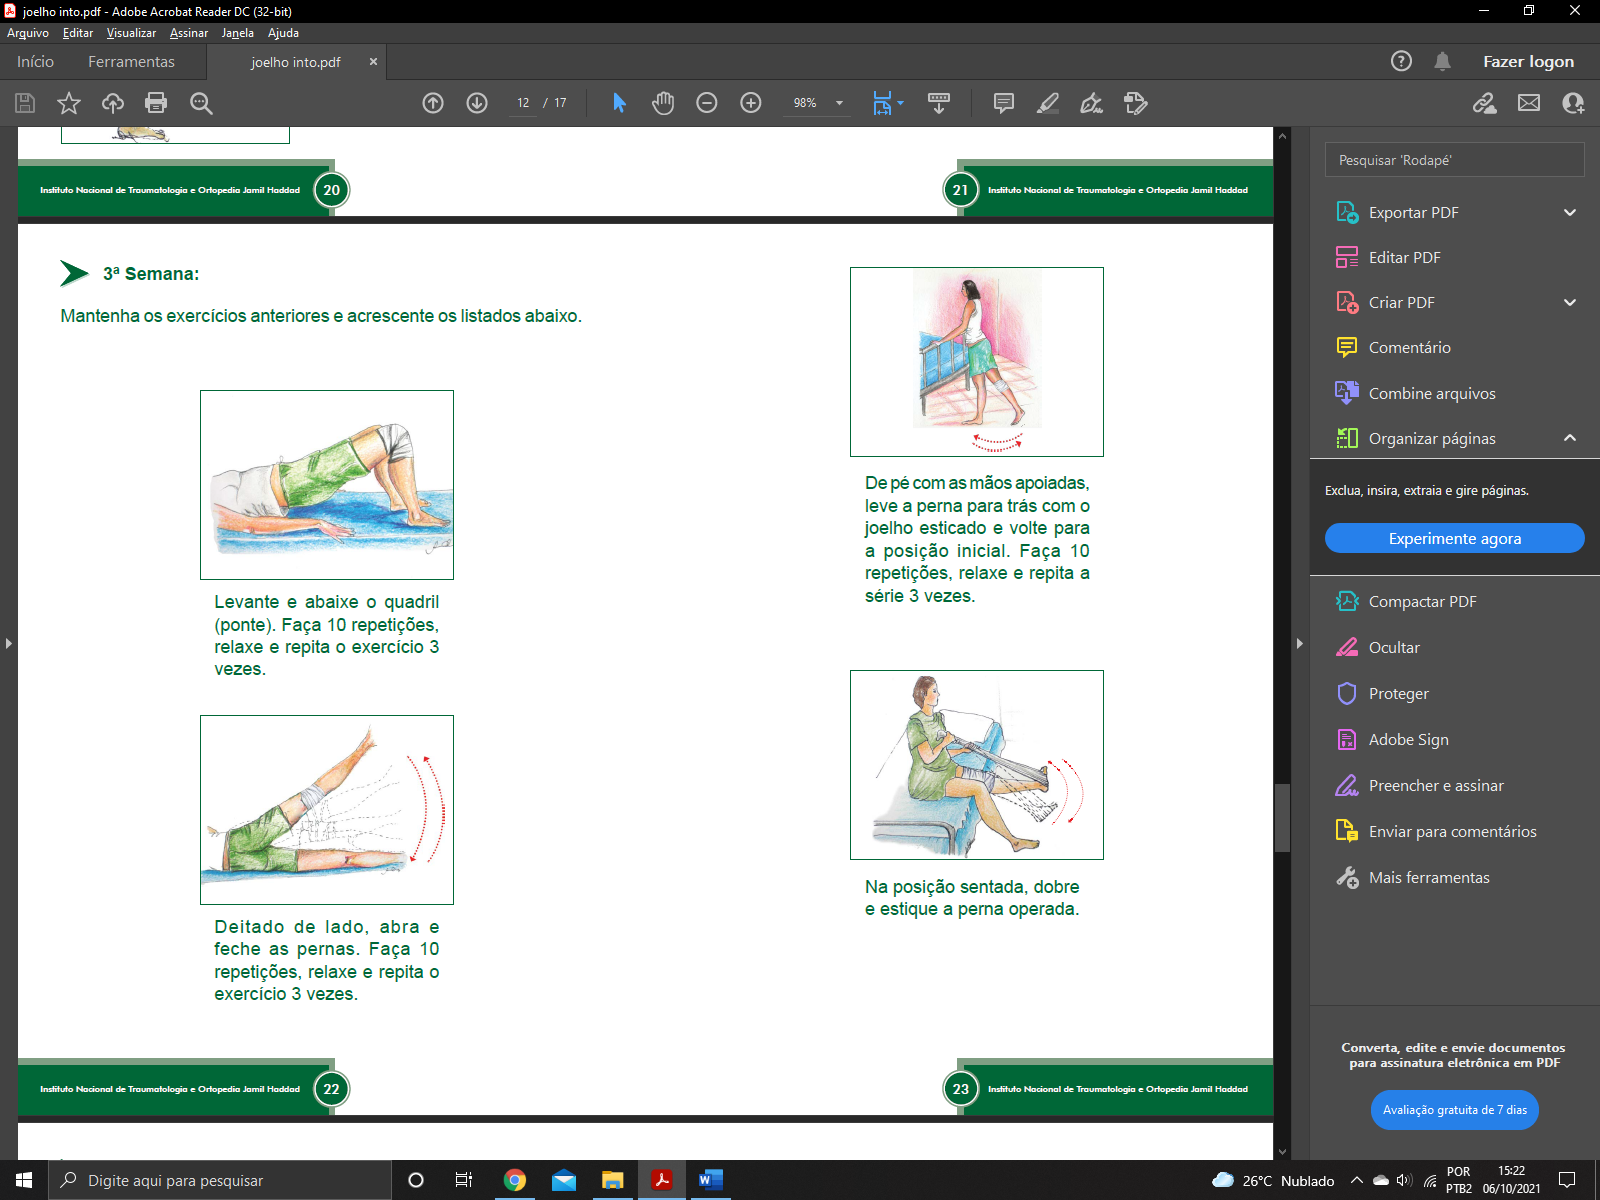 joelho into.pdf - Adobe Acrobat Reader DC (32-bit)
Arquivo Editar Visualizar Assinar Janela Ajuda
Início Ferramentas joelho into.pdf × Fazer logon
12 / 17 98%
Instituto Nacional de Traumatologia e Ortopedia Jamil Haddad 20
21 Instituto Nacional de Traumatologia e Ortopedia Jamil Haddad
3ª Semana:
Mantenha os exercícios anteriores e acrescente os listados abaixo.
Levante e abaixe o quadril
(ponte). Faça 10 repetições,
relaxe e repita o exercício 3
vezes.
Deitado de lado, abra e
feche as pernas. Faça 10
repetições, relaxe e repita o
exercício 3 vezes.
De pé com as mãos apoiadas,
leve a perna para trás com o
joelho esticado e volte para
a posição inicial. Faça 10
repetições, relaxe e repita a
série 3 vezes.
Na posição sentada, dobre
e estique a perna operada.
Instituto Nacional de Traumatologia e Ortopedia Jamil Haddad 22
23 Instituto Nacional de Traumatologia e Ortopedia Jamil Haddad
Pesquisar 'Rodapé'
Exportar PDF
Editar PDF
Criar PDF
Comentário
Combine arquivos
Organizar páginas
Exclua, insira, extraia e gire páginas.
Experimente agora
Compactar PDF
Ocultar
Proteger
Adobe Sign
Preencher e assinar
Enviar para comentários
Mais ferramentas
Converta, edite e envie documentos
para assinatura eletrônica em PDF
Avaliação gratuita de 7 dias
Digite aqui para pesquisar
26°C Nublado
POR
PTB2
15:22
06/10/2021